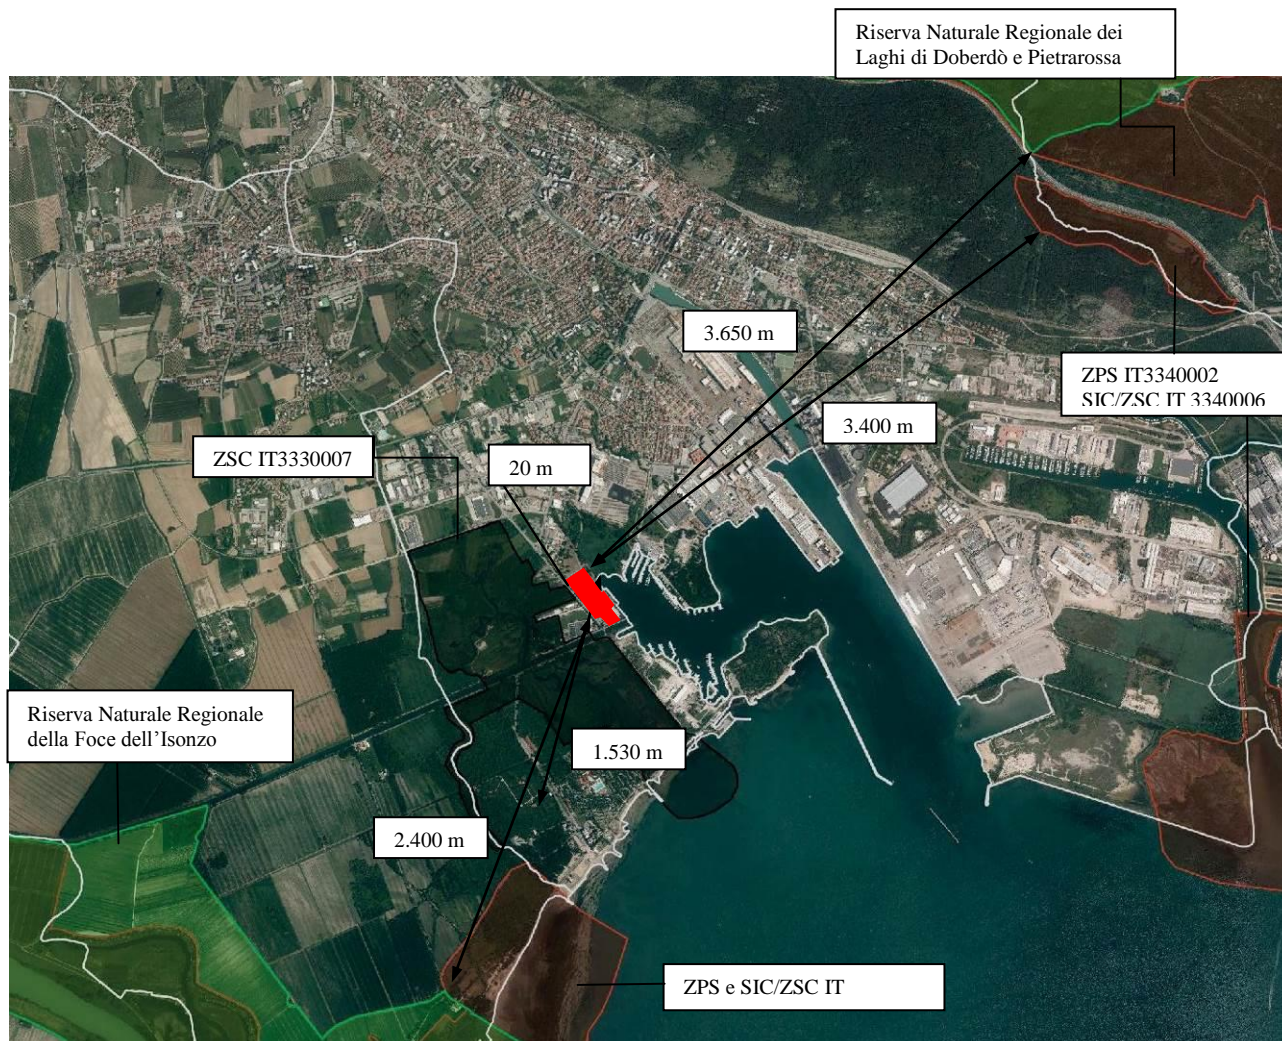 Riserva Naturale Regionale dei
Laghi di Doberdò e Pietrarossa
3.650 m
ZPS IT3340002
SIC/ZSC IT 3340006
3.400 m
ZSC IT3330007
20 m
Riserva Naturale Regionale
della Foce dell’Isonzo
1.530 m
2.400 m
ZPS e SIC/ZSC IT